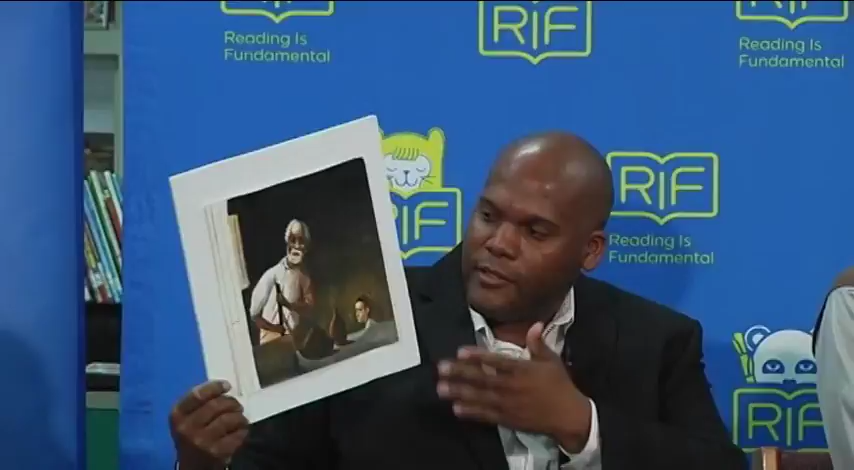 Reading Is
Fundamental
RIF
RIF
Reading Is
Fundamental
RIF
RIF
Reading Is
Fundamental
RIF